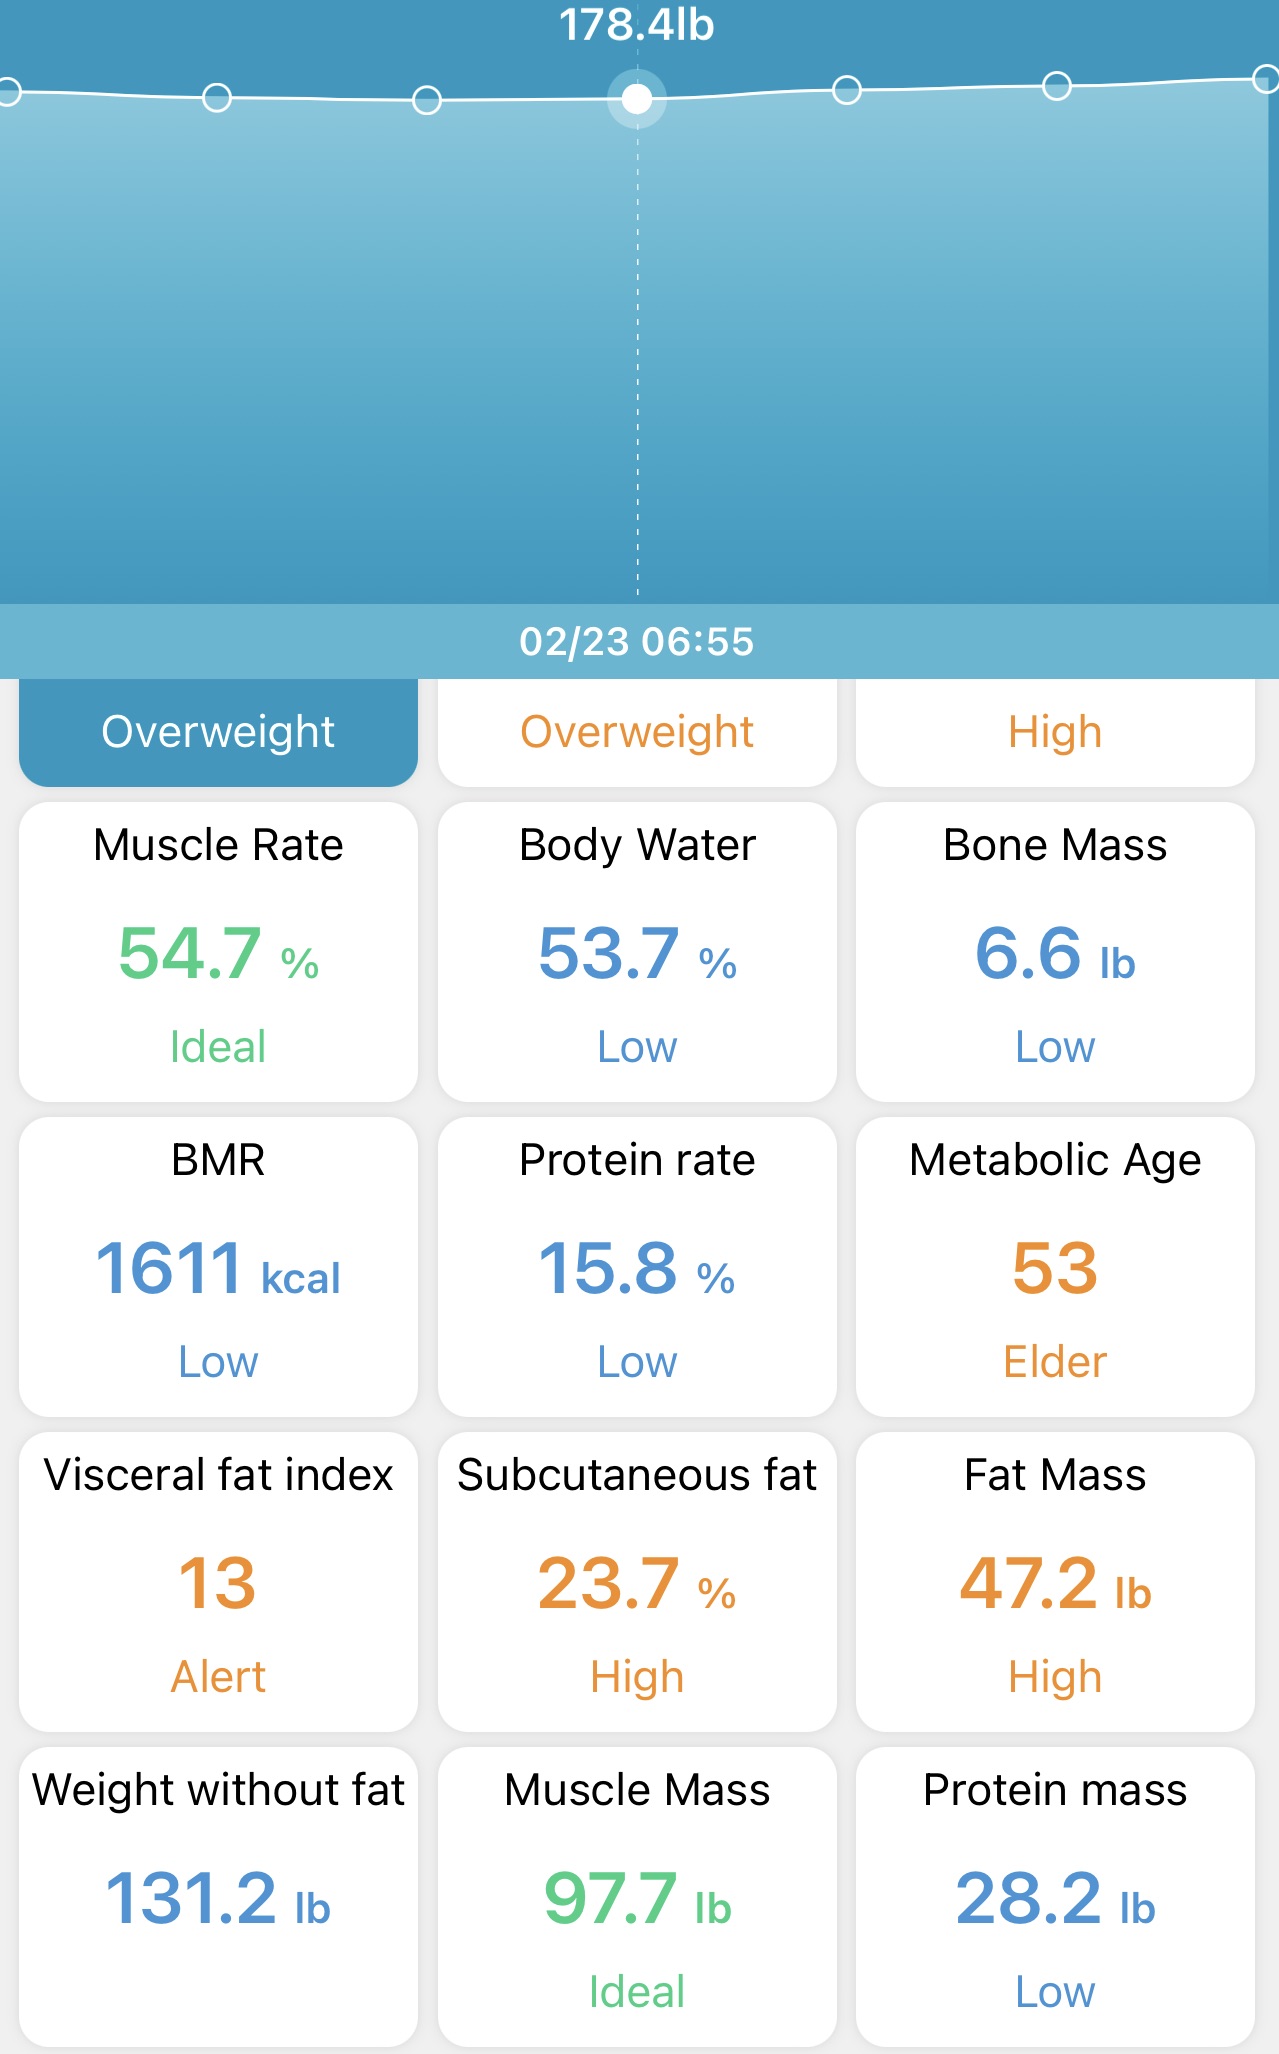 178.4lb
02/23 06:55
Overweight
Overweight
High
Muscle Rate
Body Water
Bone Mass
54.7 %
53.7 %
6.6 lb
Ideal
Low
Low
BMR
Protein rate
Metabolic Age
1611 kcal
15.8 %
53
Low
Low
Elder
Visceral fat index
Subcutaneous fat
Fat Mass
13
23.7 %
47.2 lb
Alert
High
High
Weight without fat
Muscle Mass
Protein mass
131.2 lb
97.7 lb
28.2 lb
Ideal
Low